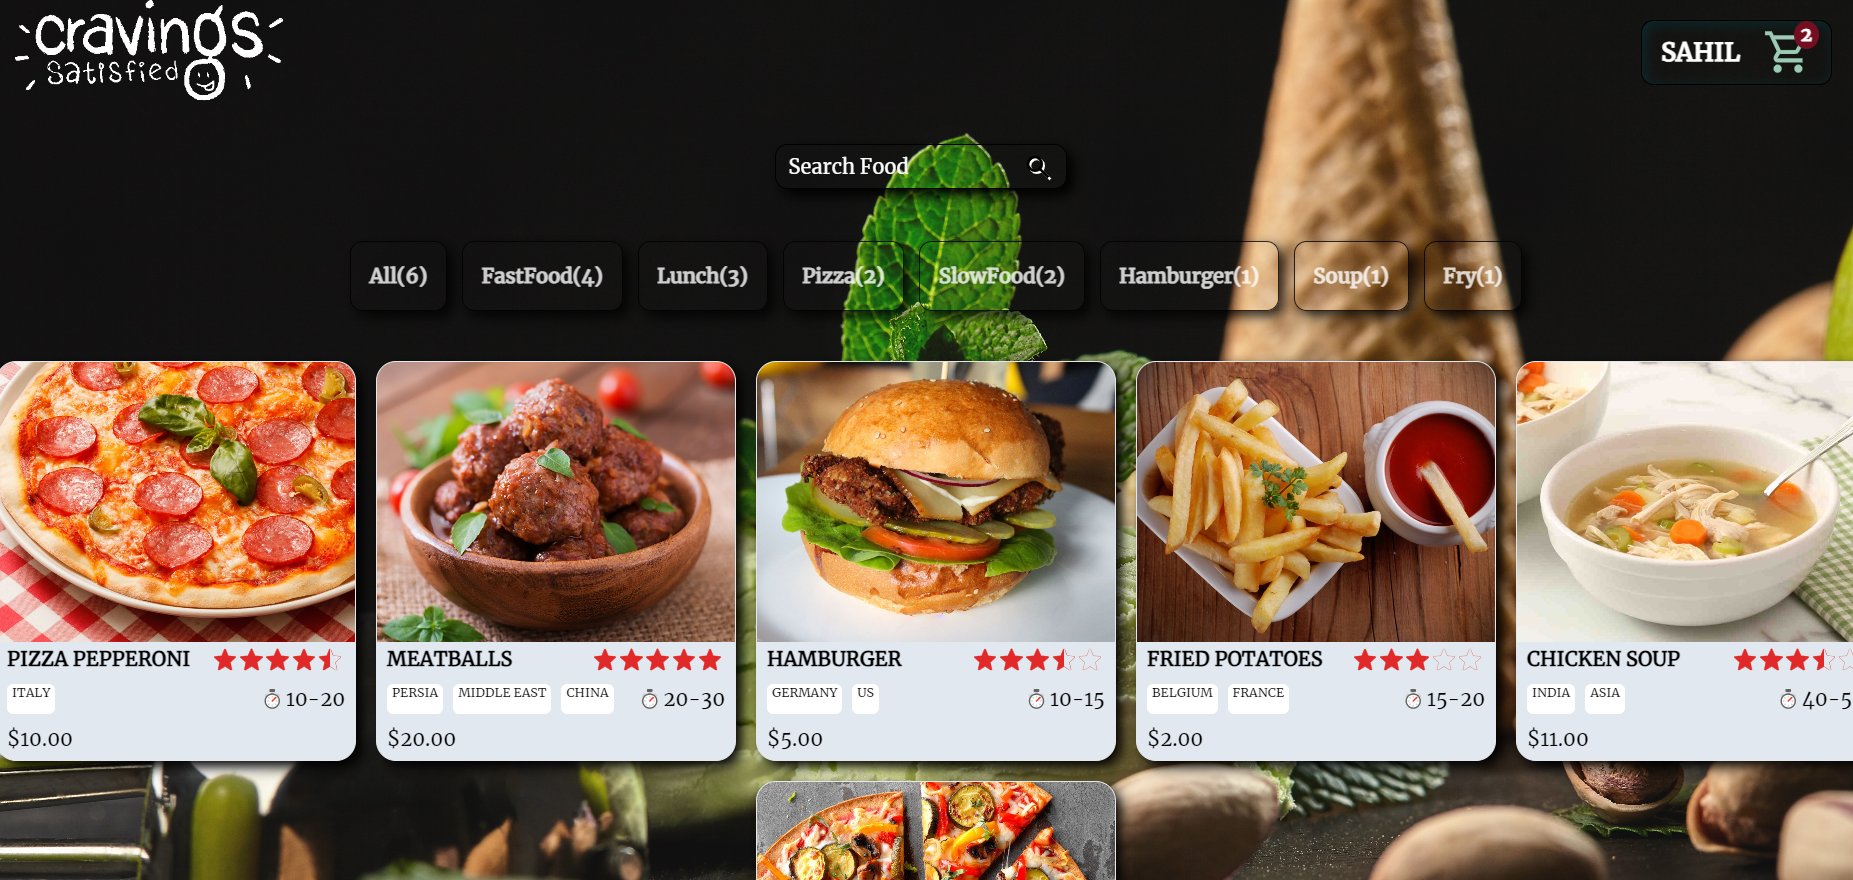 cravings
satisfied
SAHIL
2
Search Food
All(6)
FastFood(4)
Lunch(3)
Pizza(2)
SlowFood(2)
Hamburger(1)
Soup(1)
Fry(1)
PIZZA PEPPERONI
ITALY
10-20
$10.00
MEATBALLS
PERSIA
MIDDLE EAST
CHINA
20-30
$20.00
HAMBURGER
GERMANY
US
10-15
$5.00
FRIED POTATOES
BELGIUM
FRANCE
15-20
$2.00
CHICKEN SOUP
INDIA
ASIA
40-5
$11.00